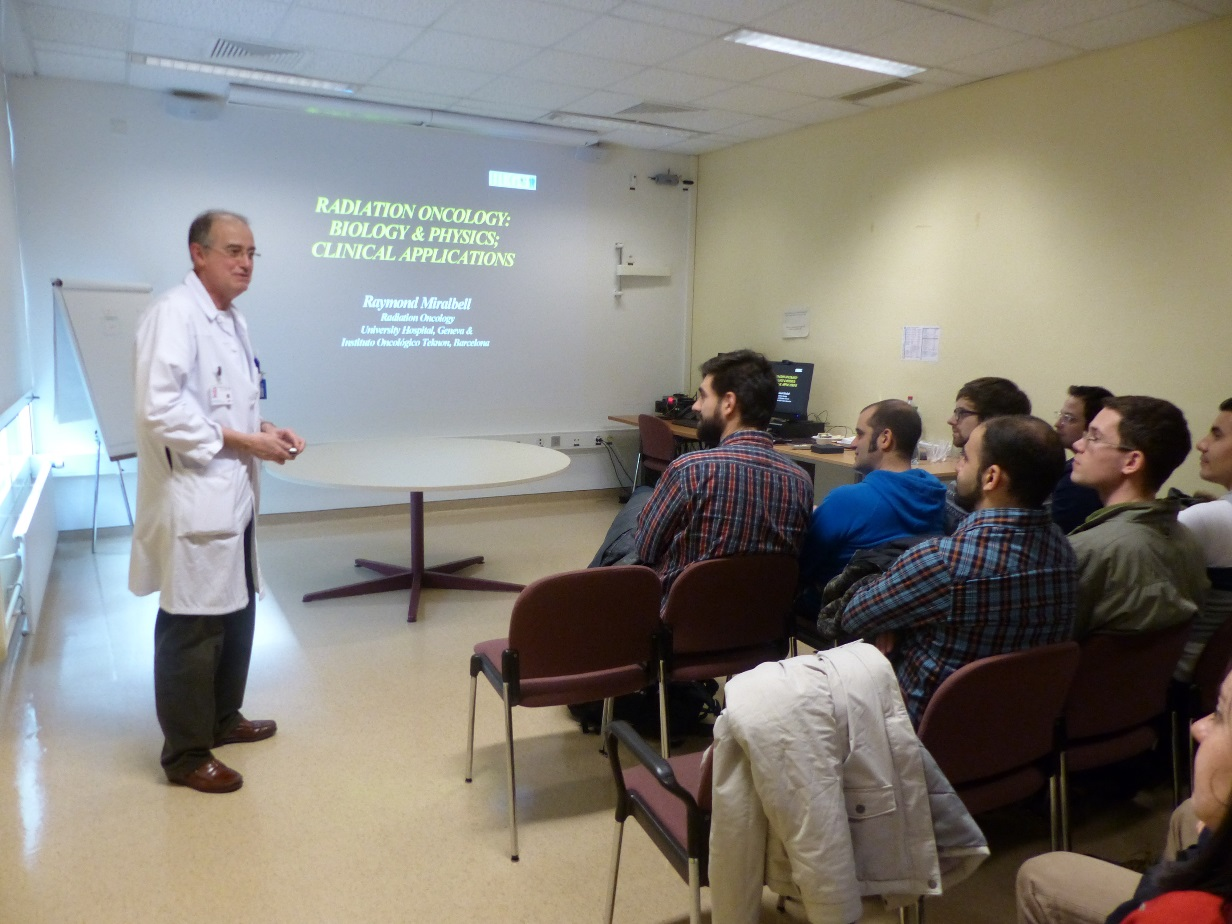 RADIATION ONCOLOGY:
BIOLOGY & PHYSICS;
CLINICAL APPLICATIONS
Raymond Miralbell
Radiation Oncology
University Hospital, Geneva &
Instituto Oncológico Teknon, Barcelona